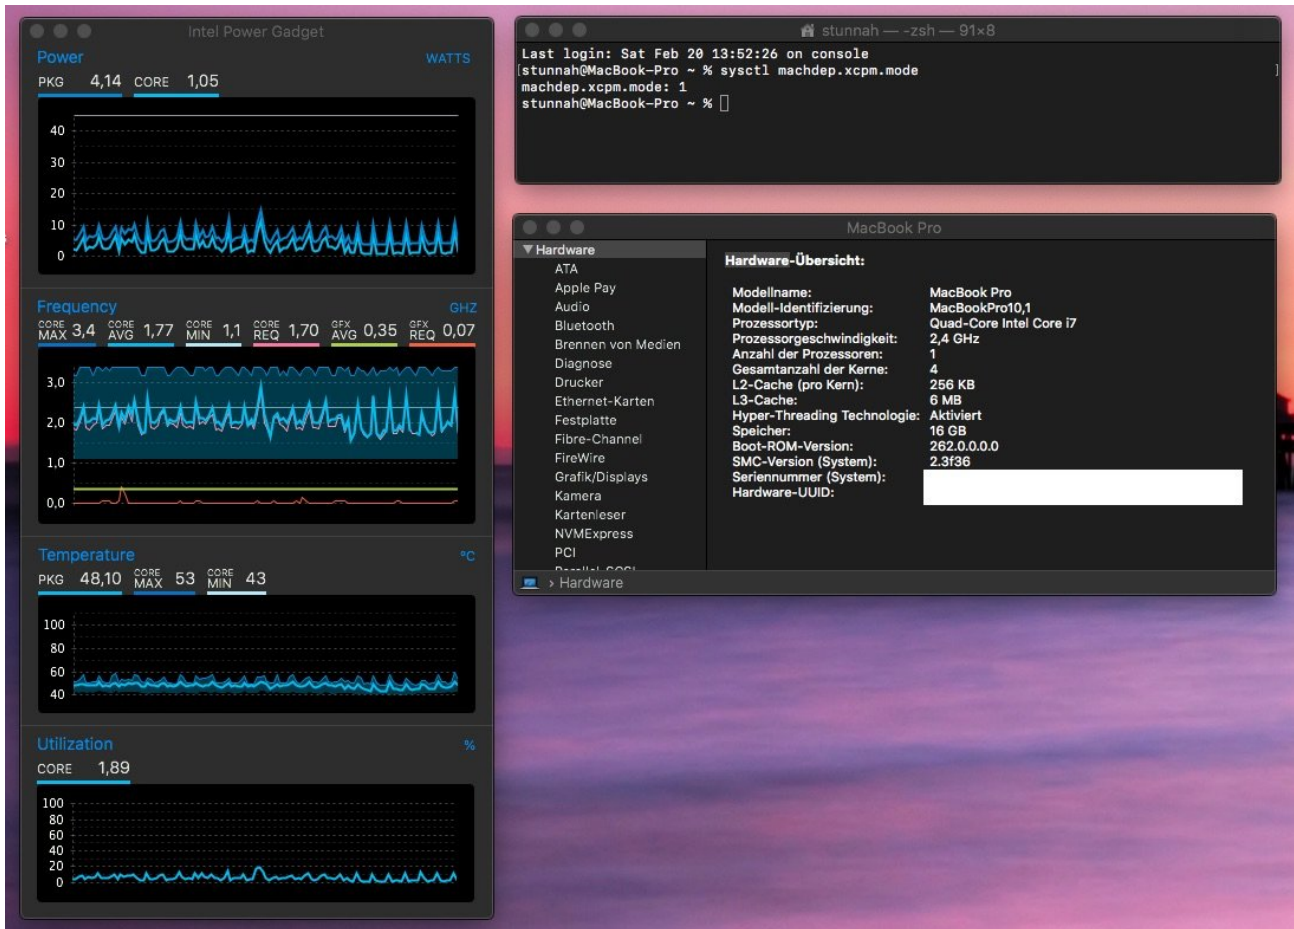 Intel Power Gadget
Power WATTS
PKG 4,14 CORE 1,05
40
30
20
10
0
Frequency GHZ
CORE MAX 3,4 CORE AVG 1,77 CORE MIN 1,1 CORE REQ 1,70 GFX AVG 0,35 GFX REQ 0,07
3,0
2,0
1,0
0,0
Temperature °C
PKG 48,10 CORE MAX 53 CORE MIN 43
100
80
60
40
Utilization %
CORE 1,89
100
80
60
40
20
0
stunnah — -zsh — 91×8
Last login: Sat Feb 20 13:52:26 on console
[stunnah@MacBook-Pro ~ % sysctl machdep.xcpm.mode ]
machdep.xcpm.mode: 1
stunnah@MacBook-Pro ~ %
MacBook Pro
Hardware
ATA
Apple Pay
Audio
Bluetooth
Brennen von Medien
Diagnose
Drucker
Ethernet-Karten
Festplatte
Fibre-Channel
FireWire
Grafik/Displays
Kamera
Kartenleser
NVMExpress
PCI
Parallel-SCSI
Hardware-Übersicht:
Modellname: MacBook Pro
Modell-Identifizierung: MacBookPro10,1
Prozessortyp: Quad-Core Intel Core i7
Prozessorgeschwindigkeit: 2,4 GHz
Anzahl der Prozessoren: 1
Gesamtanzahl der Kerne: 4
L2-Cache (pro Kern): 256 KB
L3-Cache: 6 MB
Hyper-Threading Technologie: Aktiviert
Speicher: 16 GB
Boot-ROM-Version: 262.0.0.0.0
SMC-Version (System): 2.3f36
Seriennummer (System):
Hardware-UUID:
› Hardware